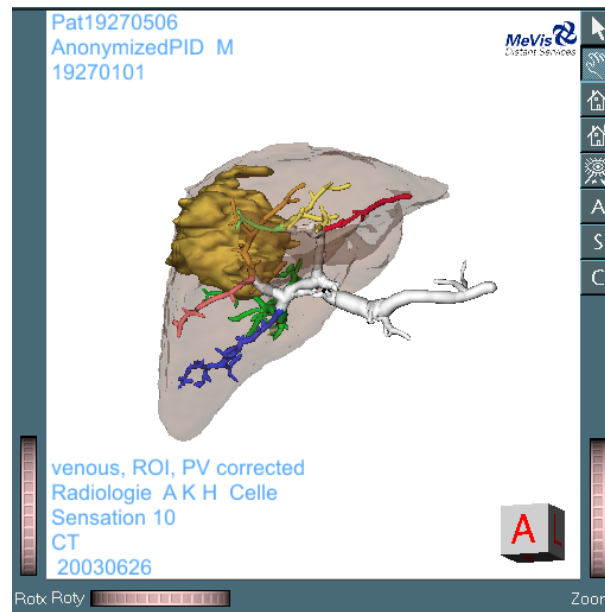 Pat19270506
AnonymizedPID M
19270101
MeVis
Distant Services
A
S
C
venous, ROI, PV corrected
Radiologie A K H Celle
Sensation 10
CT
20030626
A
L
Rotx Roty
Zoom